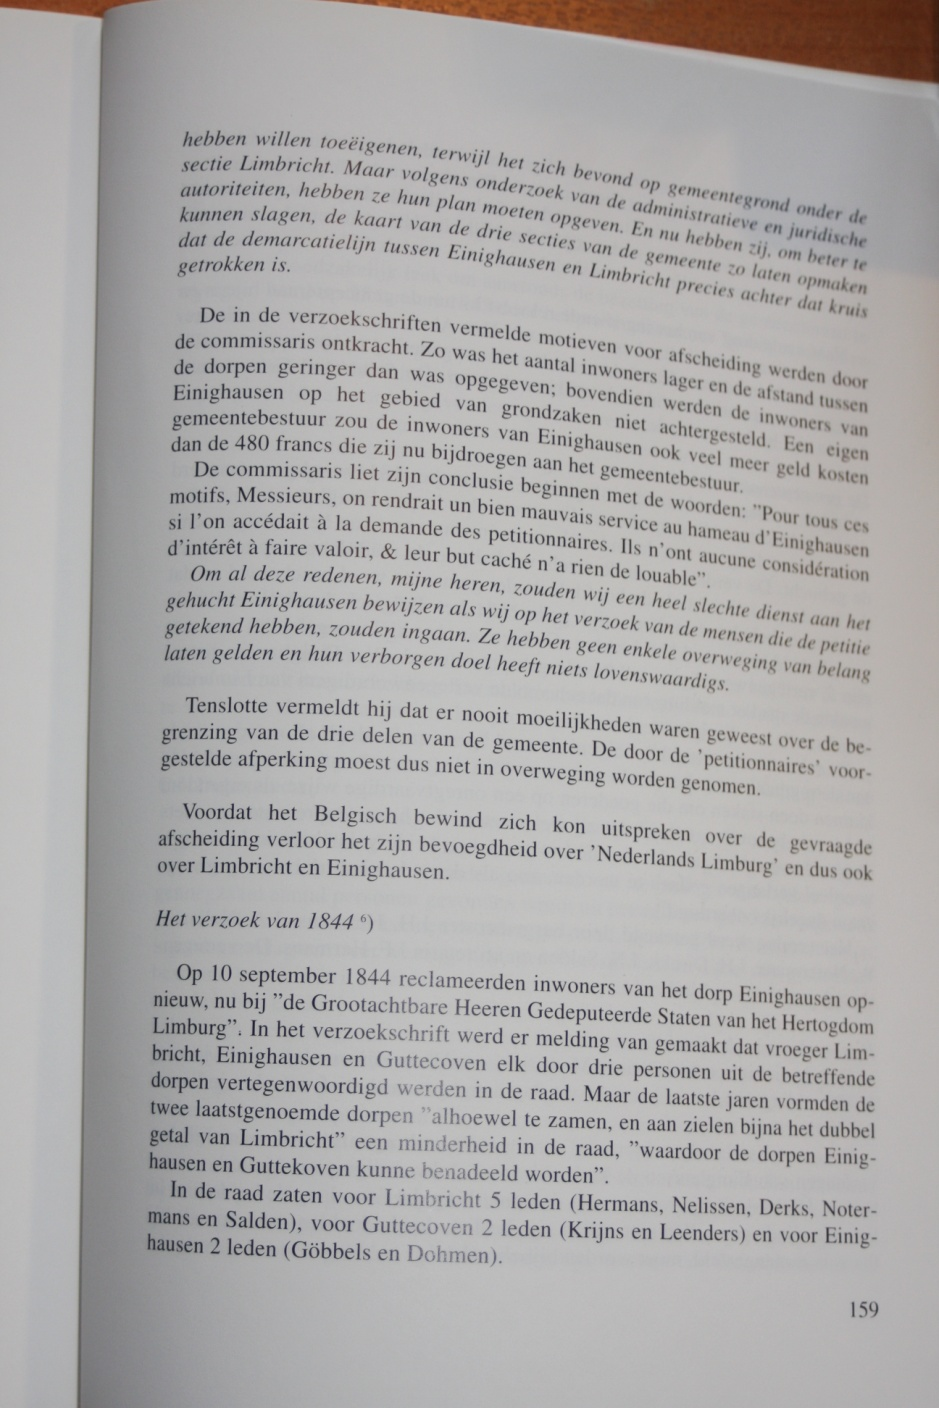 hebben willen toeëigenen, terwijl het zich bevond op gemeentegrond onder de
sectie Limbricht. Maar volgens onderzoek van de administratieve en juridische
autoriteiten, hebben ze hun plan moeten opgeven. En nu hebben zij, om beter te
kunnen slagen, de kaart van de drie secties van de gemeente zo laten opmaken
dat de demarcatielijn tussen Einighausen en Limbricht precies achter dat kruis
getrokken is.
De in de verzoekschriften vermelde motieven voor afscheiding werden door
de commissaris ontkracht. Zo was het aantal inwoners lager en de afstand tussen
de dorpen geringer dan was opgegeven; bovendien werden de inwoners van
Einighausen op het gebied van grondzaken niet achtergesteld. Een eigen
gemeentebestuur zou de inwoners van Einighausen ook veel meer geld kosten
dan de 480 francs die zij nu bijdroegen aan het gemeentebestuur.
De commissaris liet zijn conclusie beginnen met de woorden: "Pour tous ces
motifs, Messieurs, on rendrait un bien mauvais service au hameau d'Einighausen
si l'on accédait à la demande des petitionnaires. Ils n'ont aucune considération
d'intérêt à faire valoir, & leur but caché n'a rien de louable".
Om al deze redenen, mijne heren, zouden wij een heel slechte dienst aan het
gehucht Einighausen bewijzen als wij op het verzoek van de mensen die de petitie
getekend hebben, zouden ingaan. Ze hebben geen enkele overweging van belang
laten gelden en hun verborgen doel heeft niets lovenswaardigs.
Tenslotte vermeldt hij dat er nooit moeilijkheden waren geweest over de be-
grenzing van de drie delen van de gemeente. De door de 'petitionnaires' voor-
gestelde afperking moest dus niet in overweging worden genomen.
Voordat het Belgisch bewind zich kon uitspreken over de gevraagde
afscheiding verloor het zijn bevoegdheid over 'Nederlands Limburg' en dus ook
over Limbricht en Einighausen.
Het verzoek van 1844 ⁶)
Op 10 september 1844 reclameerden inwoners van het dorp Einighausen op-
nieuw, nu bij "de Grootachtbare Heeren Gedeputeerde Staten van het Hertogdom
Limburg". In het verzoekschrift werd er melding van gemaakt dat vroeger Lim-
bricht, Einighausen en Guttecoven elk door drie personen uit de betreffende
dorpen vertegenwoordigd werden in de raad. Maar de laatste jaren vormden de
twee laatstgenoemde dorpen "alhoewel te zamen, en aan zielen bijna het dubbel
getal van Limbricht" een minderheid in de raad, "waardoor de dorpen Einig-
hausen en Guttekoven kunne benadeeld worden".
In de raad zaten voor Limbricht 5 leden (Hermans, Nelissen, Derks, Noter-
mans en Salden), voor Guttecoven 2 leden (Krijns en Leenders) en voor Einig-
hausen 2 leden (Göbbels en Dohmen).
159